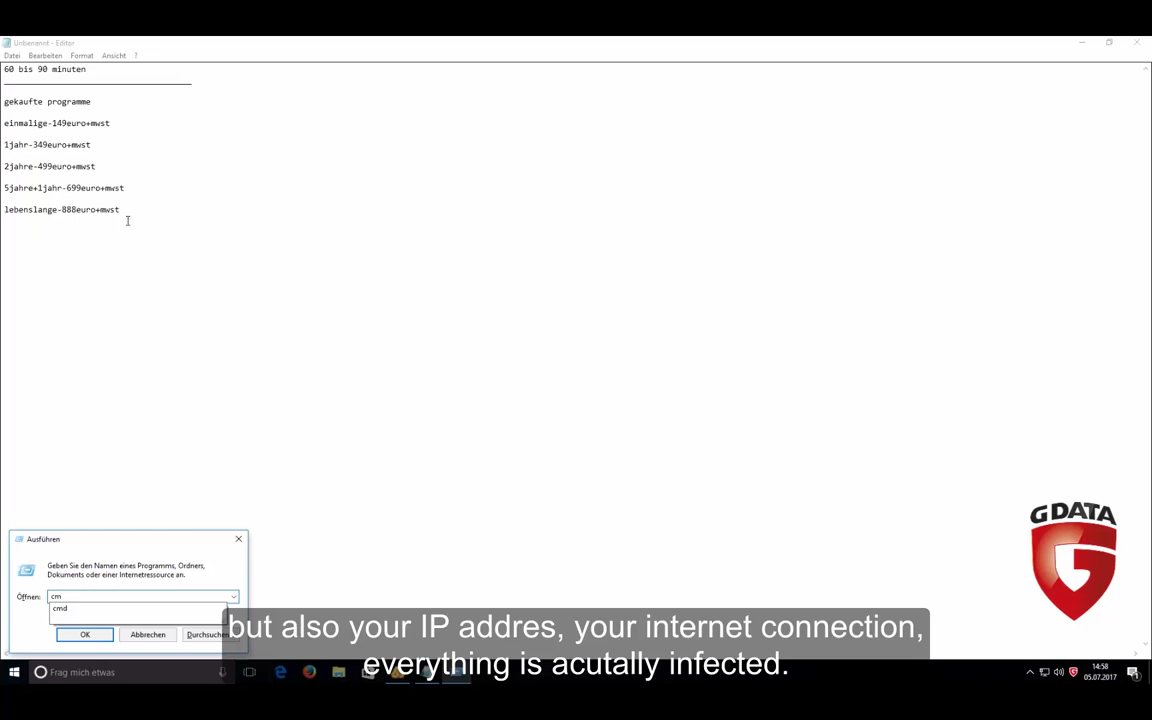 Unbenannt - Editor
Datei Bearbeiten Format Ansicht ?
60 bis 90 minuten
gekaufte programme
einmalige-149euro+mwst
1jahr-349euro+mwst
2jahre-499euro+mwst
5jahre+1jahr-699euro+mwst
lebenslange-888euro+mwst
G DATA
Ausführen
Geben Sie den Namen eines Programms, Ordners,
Dokuments oder einer Internetressource an.
Öffnen: cm
cmd
OK Abbrechen Durchsuchen
but also your IP addres, your internet connection,
everything is acutally infected.
Frag mich etwas
14:58
05.07.2017